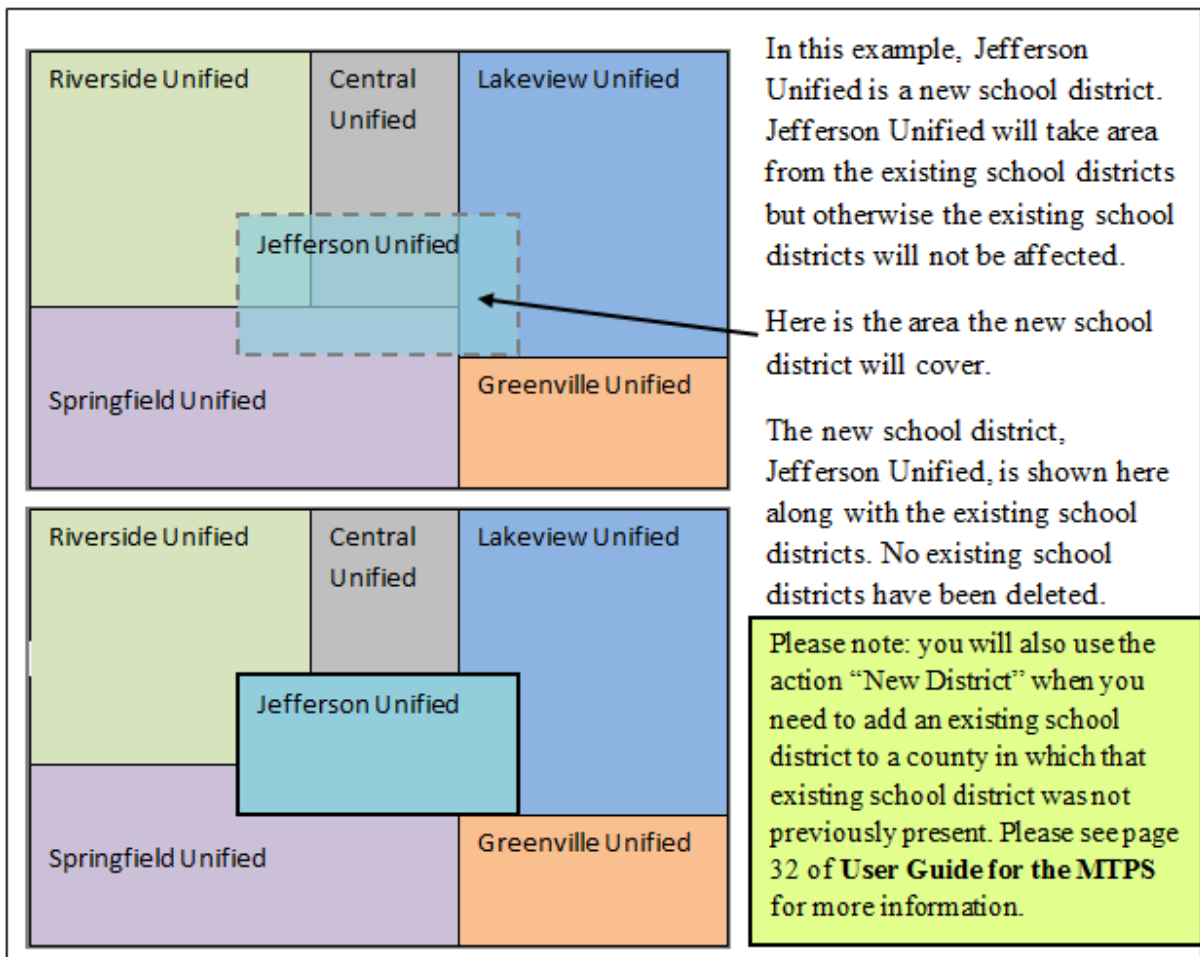 Riverside Unified
Central
Unified
Lakeview Unified
Jefferson Unified
Springfield Unified
Greenville Unified
In this example, Jefferson
Unified is a new school district.
Jefferson Unified will take area
from the existing school districts
but otherwise the existing school
districts will not be affected.
Here is the area the new school
district will cover.
Riverside Unified
Central
Unified
Lakeview Unified
Jefferson Unified
Springfield Unified
Greenville Unified
The new school district,
Jefferson Unified, is shown here
along with the existing school
districts. No existing school
districts have been deleted.
Please note: you will also use the
action “New District” when you
need to add an existing school
district to a county in which that
existing school district was not
previously present. Please see page
32 of User Guide for the MTPS
for more information.